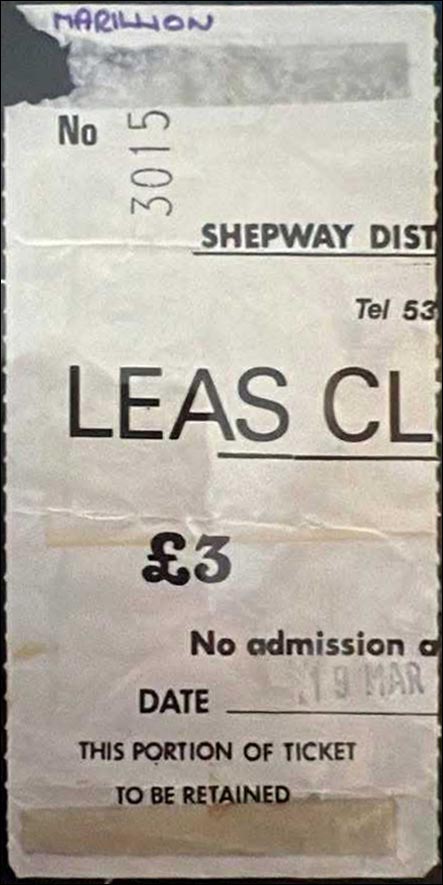 MARILLION
No 3015
SHEPWAY DIST
Tel 53
LEAS CL
£3
No admission a
19 MAR
DATE
THIS PORTION OF TICKET
TO BE RETAINED